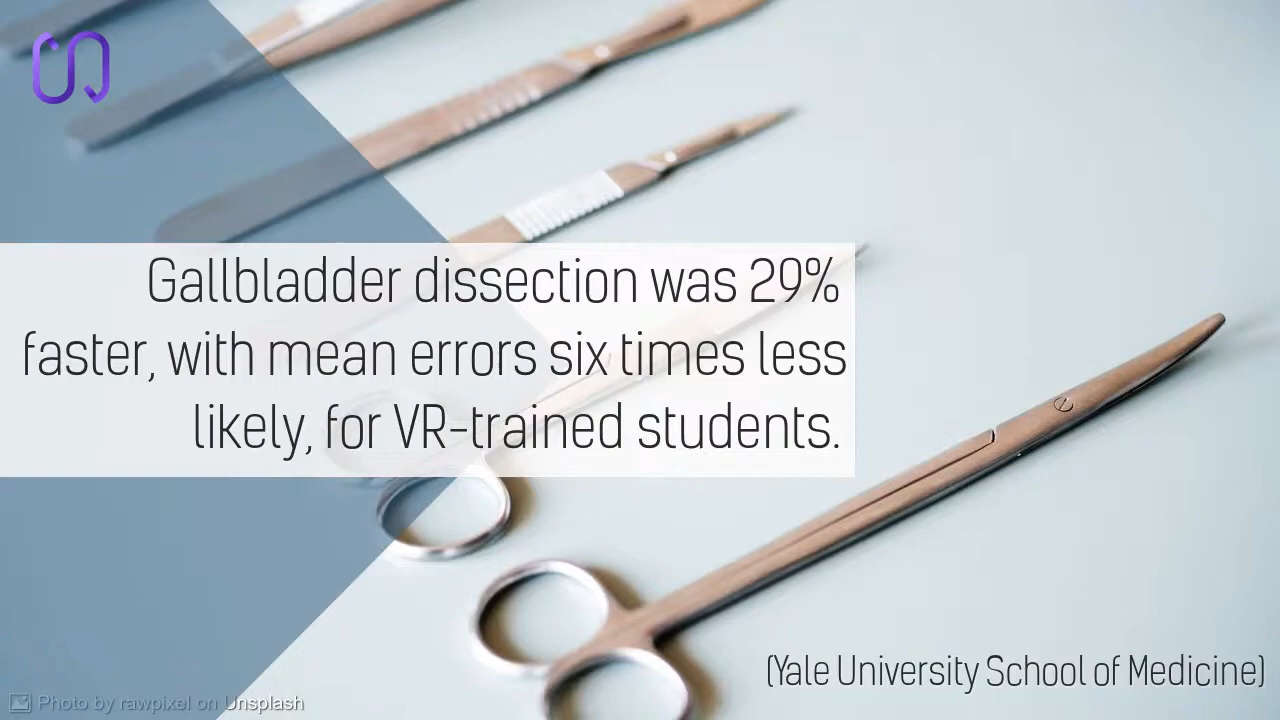 Gallbladder dissection was 29%
faster, with mean errors six times less
likely, for VR-trained students.
(Yale University School of Medicine)
Photo by rawpixel on Unsplash